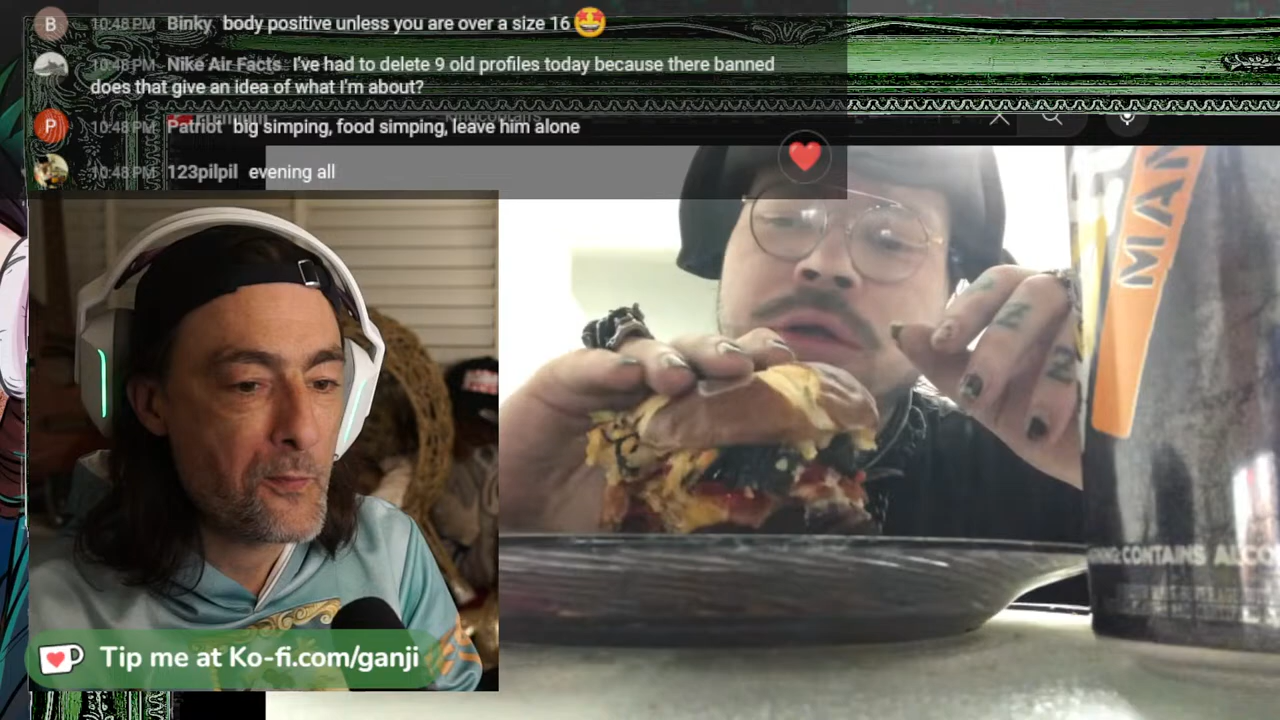 B 10:48 PM Binky body positive unless you are over a size 16
10:48 PM Nike Air Facts I've had to delete 9 old profiles today because there banned
does that give an idea of what I'm about?
P 10:48 PM Patriot big simping, food simping, leave him alone
10:48 PM 123pilpil evening all
MAN
CONTAINS ALCO
Tip me at Ko-fi.com/ganji